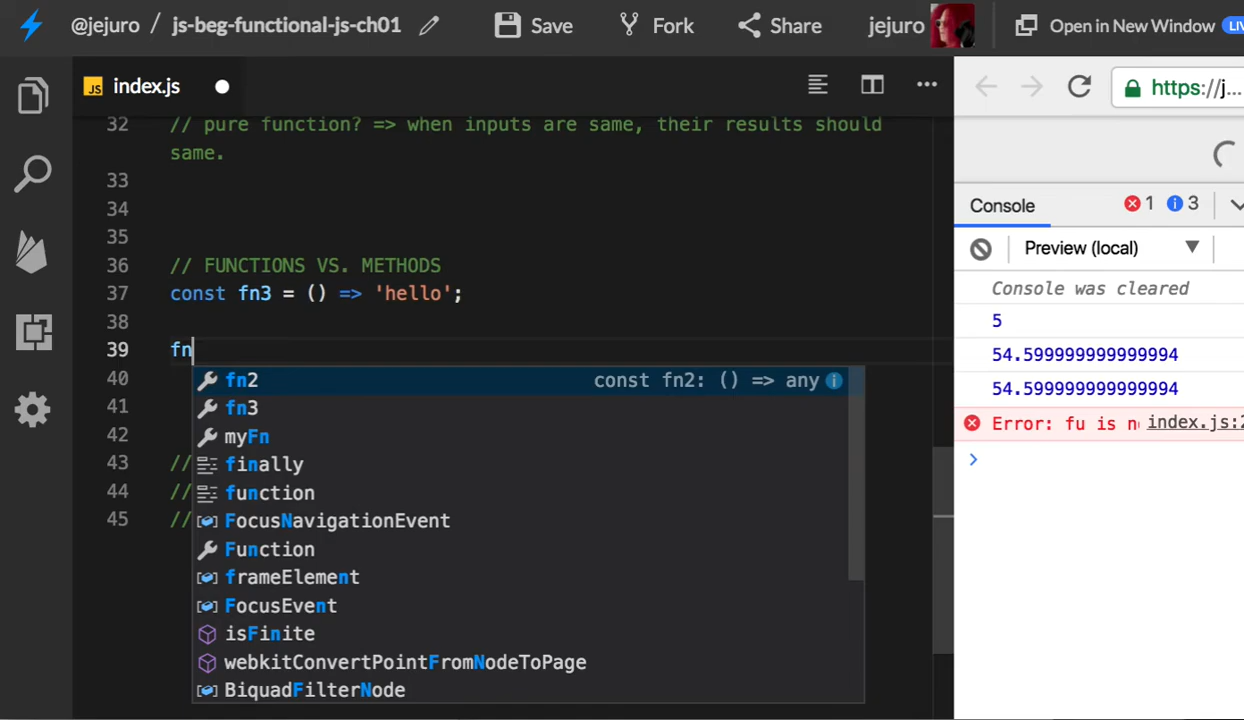 @jejuro / js-beg-functional-js-ch01 Save Fork Share jejuro Open in New Window
JS index.js
https://j...
32 // pure function? => when inputs are same, their results should
same.
33
34
35
36 // FUNCTIONS VS. METHODS
37 const fn3 = () => 'hello';
38
39 fn
40
41
42
43 //
44 //
45 //
fn2 const fn2: () => any
fn3
myFn
finally
function
FocusNavigationEvent
Function
frameElement
FocusEvent
isFinite
webkitConvertPointFromNodeToPage
BiquadFilterNode
Console 1 3
Preview (local)
Console was cleared
5
54.599999999999994
54.599999999999994
Error: fu is index.js:
>